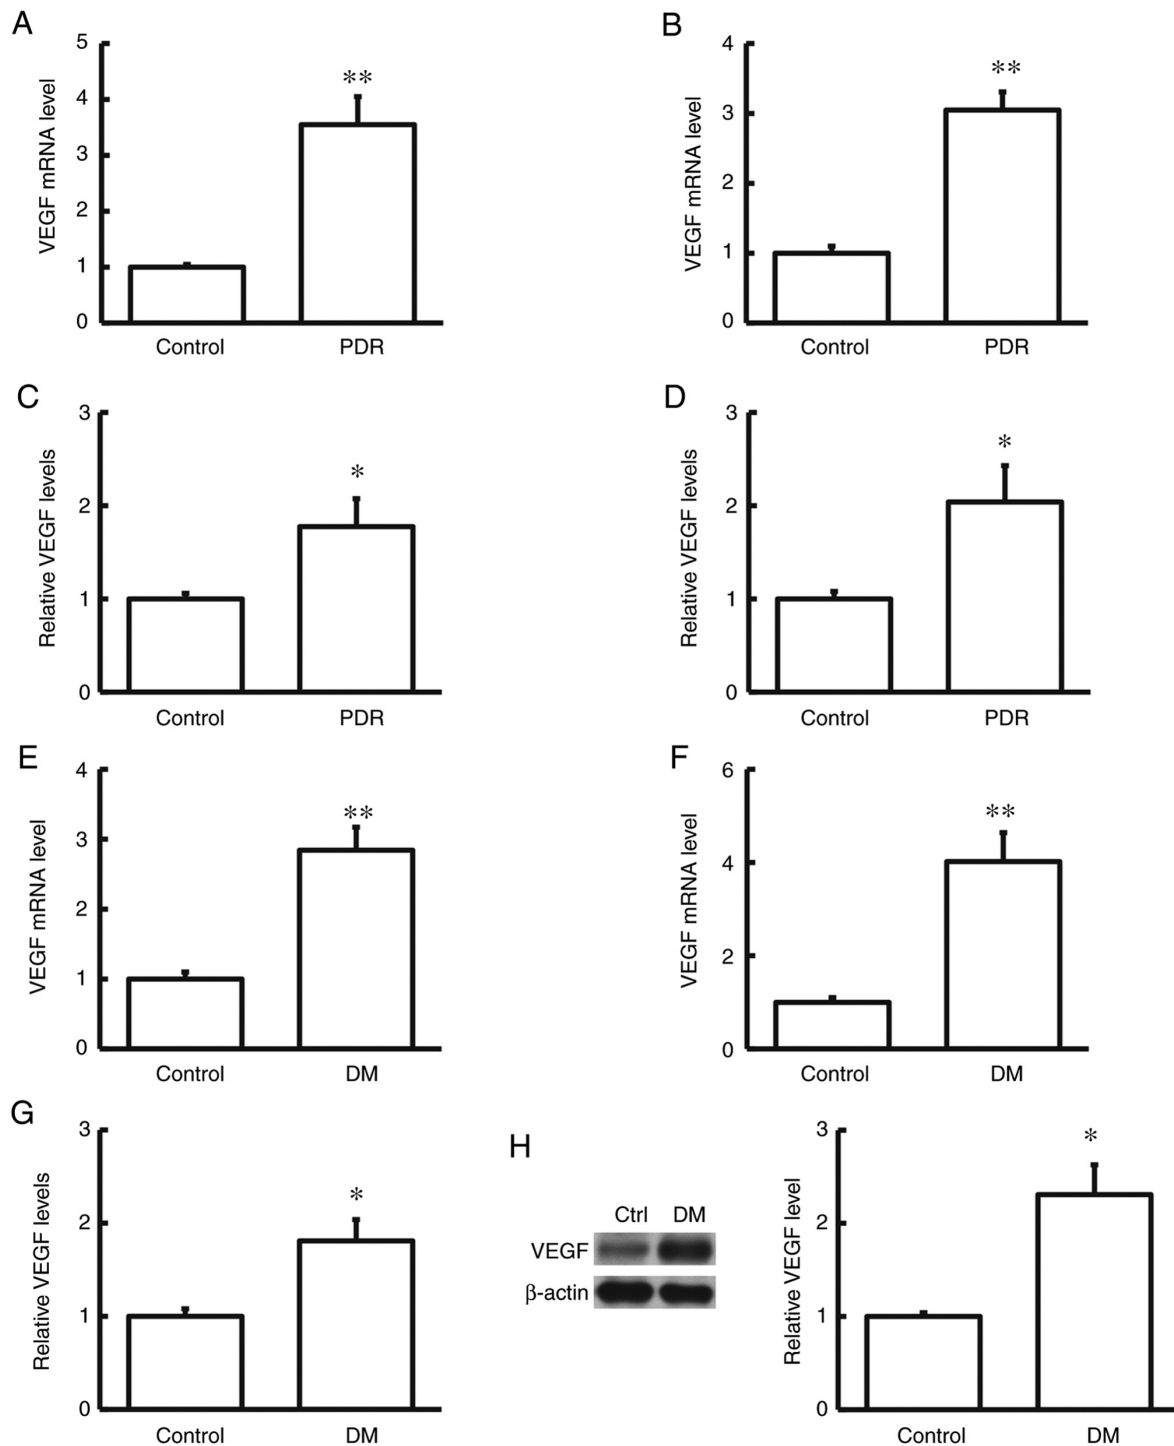 A
VEGF mRNA level
5
4
3
2
1
0
**
Control PDR
B
VEGF mRNA level
4
3
2
1
0
**
Control PDR
C
Relative VEGF levels
3
2
1
0
*
Control PDR
D
Relative VEGF levels
3
2
1
0
*
Control PDR
E
VEGF mRNA level
4
3
2
1
0
**
Control DM
F
VEGF mRNA level
6
4
2
0
**
Control DM
G
Relative VEGF levels
3
2
1
0
*
Control DM
H
Ctrl DM
VEGF
β-actin
Relative VEGF level
3
2
1
0
*
Control DM